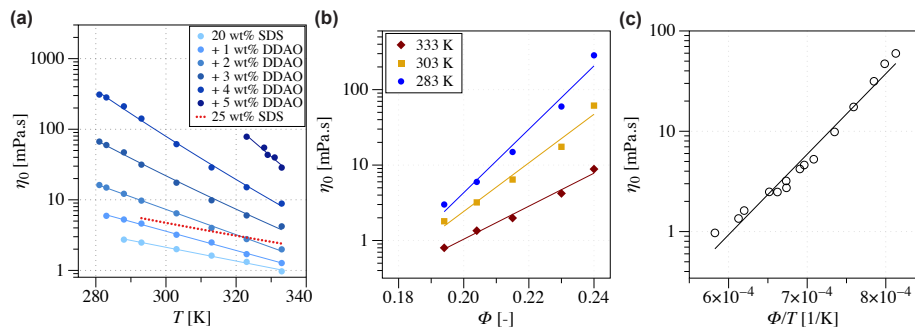 (a)
1000
100
10
1
η₀ [mPa.s]
280
300
320
340
T [K]
20 wt% SDS
+ 1 wt% DDAO
+ 2 wt% DDAO
+ 3 wt% DDAO
+ 4 wt% DDAO
+ 5 wt% DDAO
25 wt% SDS
(b)
333 K
303 K
283 K
100
10
1
η₀ [mPa.s]
0.18
0.20
0.22
0.24
Φ [-]
(c)
100
10
1
η₀ [mPa.s]
6×10⁻⁴
7×10⁻⁴
8×10⁻⁴
Φ/T [1/K]